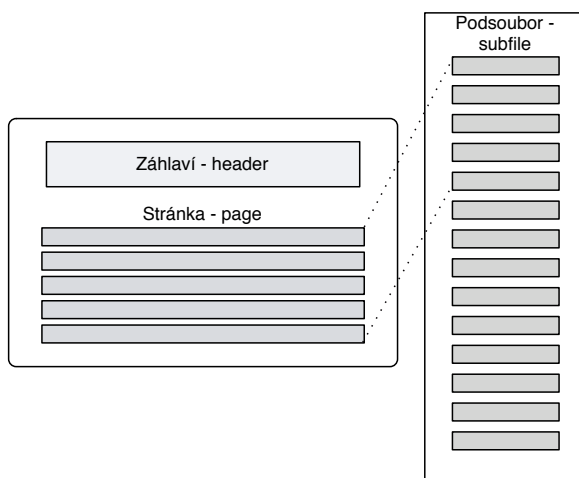 Podsoubor -
subfile
Záhlaví - header
Stránka - page